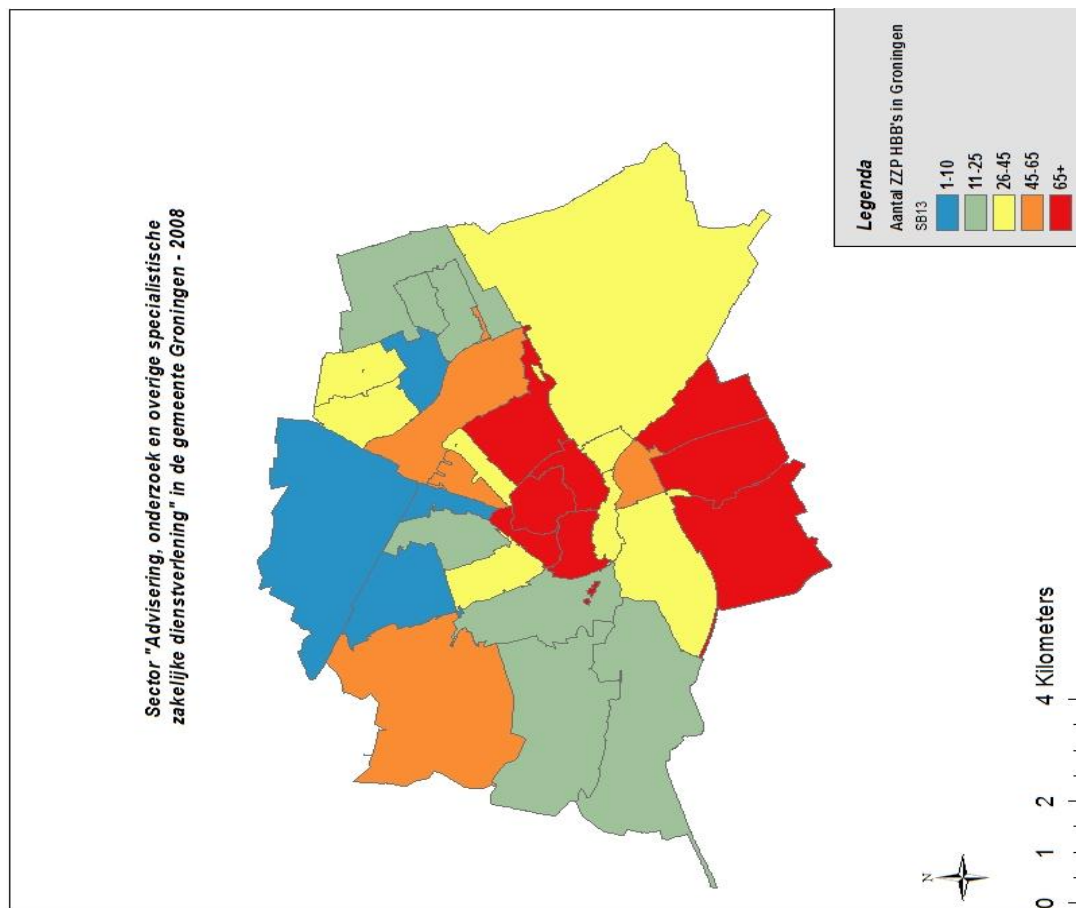 Sector "Advisering, onderzoek en overige specialistische
zakelijke dienstverlening" in de gemeente Groningen - 2008
Legenda
Aantal ZZP HBB's in Groningen
SB13
1-10
11-25
26-45
45-65
65+
N
0 1 2 4 Kilometers